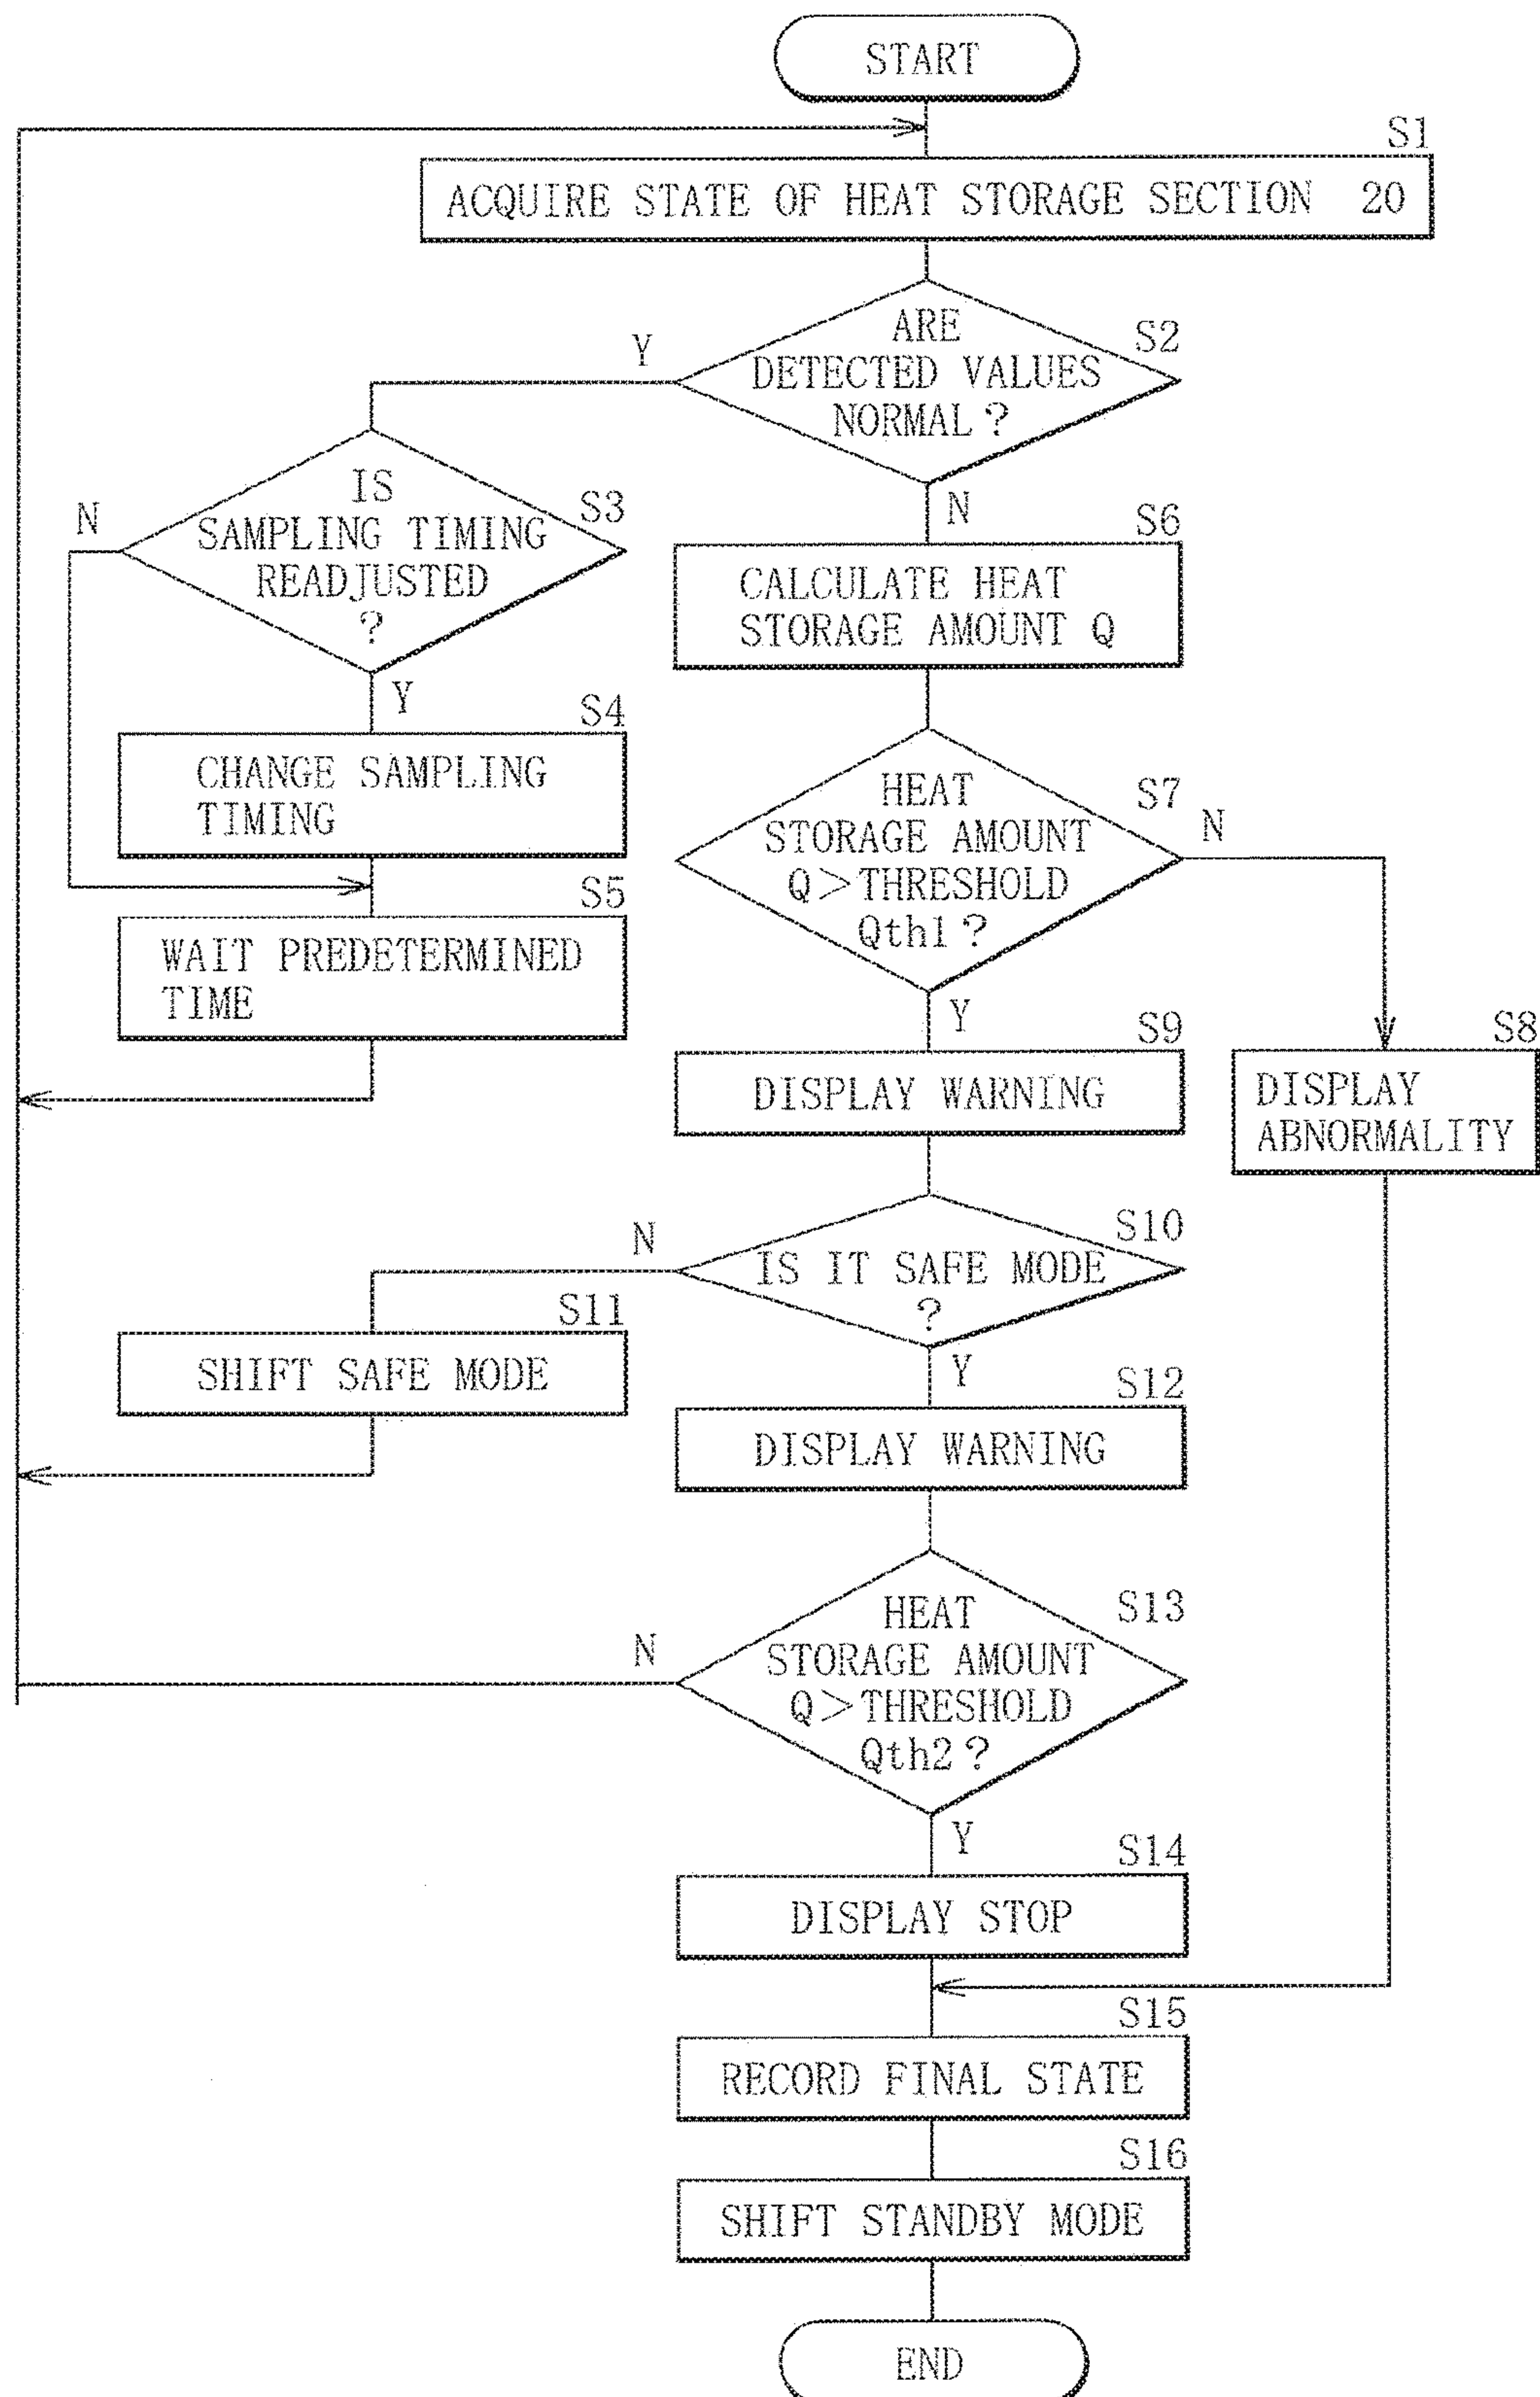 START
S1
ACQUIRE STATE OF HEAT STORAGE SECTION 20
S2
ARE
DETECTED VALUES
NORMAL?
Y
N
S3
IS
SAMPLING TIMING
READJUSTED
?
N
Y
S4
CHANGE SAMPLING
TIMING
S5
WAIT PREDETERMINED
TIME
S6
CALCULATE HEAT
STORAGE AMOUNT Q
S7
HEAT
STORAGE AMOUNT
Q>THRESHOLD
Qth1?
N
Y
S8
DISPLAY
ABNORMALITY
S9
DISPLAY WARNING
S10
IS IT SAFE MODE
?
N
Y
S11
SHIFT SAFE MODE
S12
DISPLAY WARNING
S13
HEAT
STORAGE AMOUNT
Q>THRESHOLD
Qth2?
N
Y
S14
DISPLAY STOP
S15
RECORD FINAL STATE
S16
SHIFT STANDBY MODE
END